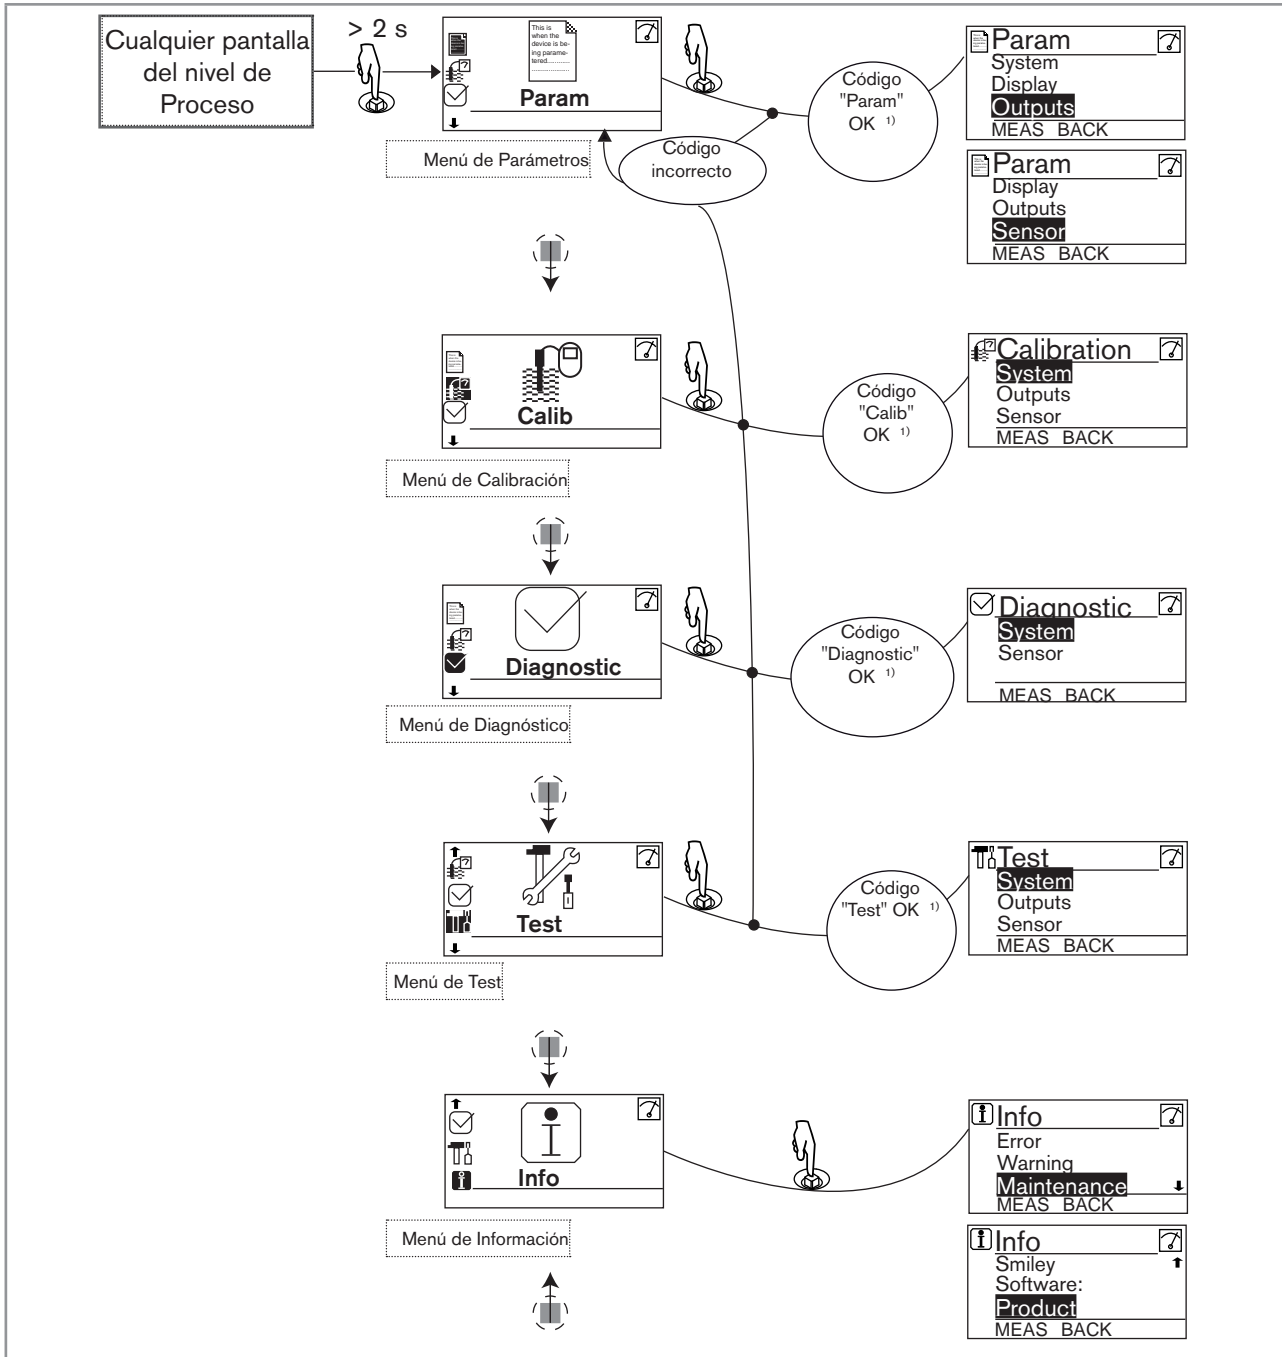 Cualquier pantalla
del nivel de
Proceso
> 2 s
This is
when the
device is be-
ing parame-
tered...........
Param
Menú de Parámetros
Código
incorrecto
Código
"Param"
OK 1)
Param
System
Display
Outputs
MEAS BACK
Param
Display
Outputs
Sensor
MEAS BACK
Calib
Menú de Calibración
Código
"Calib"
OK 1)
Calibration
System
Outputs
Sensor
MEAS BACK
Diagnostic
Menú de Diagnóstico
Código
"Diagnostic"
OK 1)
Diagnostic
System
Sensor
MEAS BACK
Test
Menú de Test
Código
"Test" OK 1)
Test
System
Outputs
Sensor
MEAS BACK
Info
Menú de Información
Info
Error
Warning
Maintenance
MEAS BACK
Info
Smiley
Software:
Product
MEAS BACK